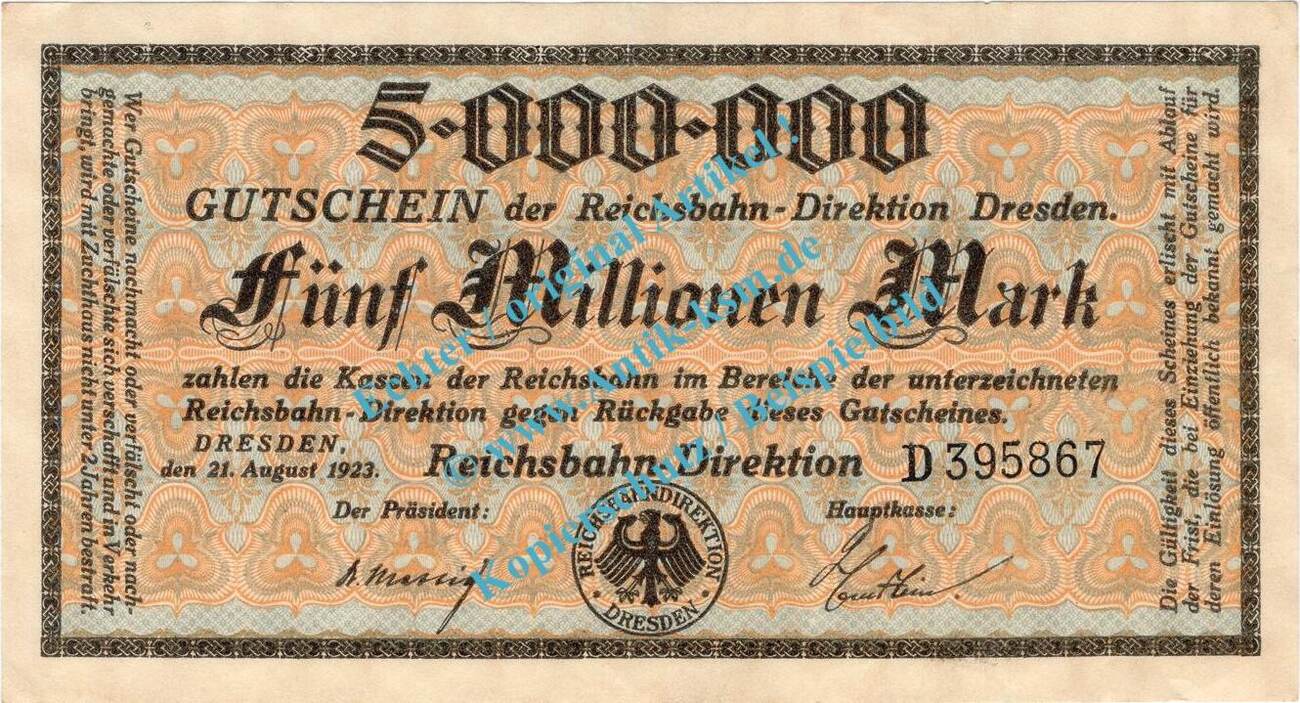 5·000·000
GUTSCHEIN der Reichsbahn-Direktion Dresden.
Fünf Millionen Mark
zahlen die Kassen der Reichsbahn im Bereiche der unterzeichneten
Reichsbahn-Direktion gegen Rückgabe dieses Gutscheines.
DRESDEN,
den 21. August 1923.
Reichsbahn-Direktion
D 395867
Der Präsident:
Hauptkasse:
REICHSBAHNDIREKTION
· DRESDEN ·
Wer Gutscheine nachmacht oder verfälscht oder nach-
gemachte oder verfälschte sich verschafft und in Verkehr
bringt, wird mit Zuchthaus nicht unter 2 Jahren bestraft.
Die Gültigkeit dieses Scheines erlischt mit Ablauf
der Frist, die bei Einziehung der Gutscheine für
deren Einlösung öffentlich bekannt gemacht wird.
Echter / original Artikel !
© www.Antik-ksm.de
Kopierschutz / Beispielbild